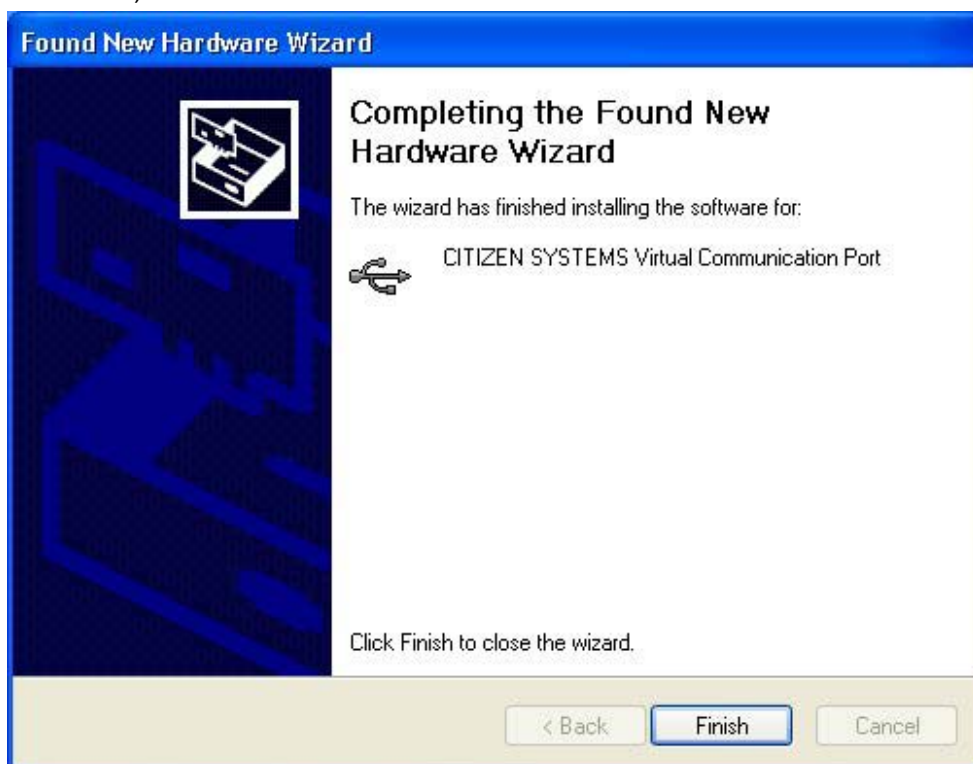 Found New Hardware Wizard
Completing the Found New
Hardware Wizard
The wizard has finished installing the software for:
CITIZEN SYSTEMS Virtual Communication Port
Click Finish to close the wizard.
< Back
Finish
Cancel